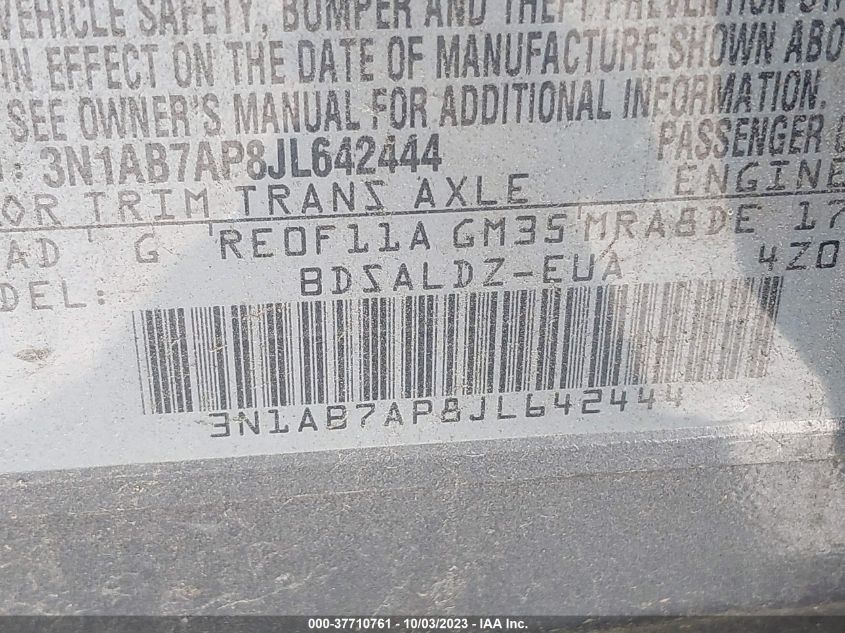 VEHICLE SAFETY, BUMPER AND THEFT PREVENTION
IN EFFECT ON THE DATE OF MANUFACTURE SHOWN ABO
SEE OWNER'S MANUAL FOR ADDITIONAL INFORMATION.
: 3N1AB7AP8JL642444 PASSENGER
OR TRIM TRANS AXLE ENGINE
AD G RE0F11A GM35 MRA8DE 17
DEL: BDSALDZ-EUA 4Z0
3N1AB7AP8JL642444
000-37710761 - 10/03/2023 - Copyright © 2023 IAA, Inc.